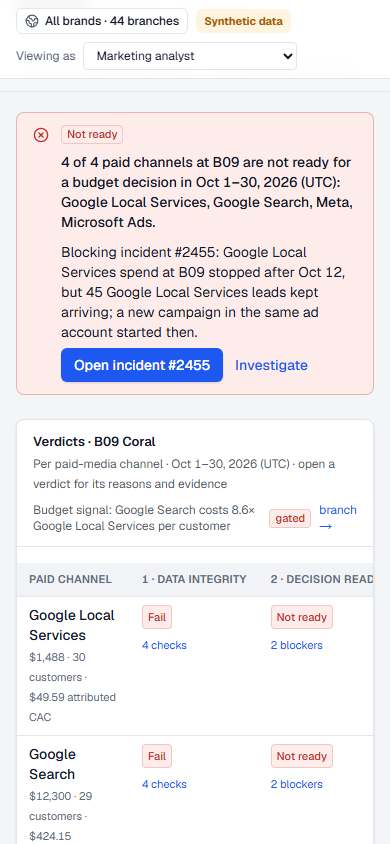 All brands · 44 branches
Synthetic data
Viewing as
Marketing analyst
Not ready
4 of 4 paid channels at B09 are not ready for
a budget decision in Oct 1–30, 2026 (UTC):
Google Local Services, Google Search, Meta,
Microsoft Ads.
Blocking incident #2455: Google Local
Services spend at B09 stopped after Oct 12,
but 45 Google Local Services leads kept
arriving; a new campaign in the same ad
account started then.
Open incident #2455
Investigate
Verdicts · B09 Coral
Per paid-media channel · Oct 1–30, 2026 (UTC) · open a
verdict for its reasons and evidence
Budget signal: Google Search costs 8.6×
Google Local Services per customer
gated
branch
→
PAID CHANNEL
1 · DATA INTEGRITY
2 · DECISION READ
Google Local
Services
$1,488 · 30
customers ·
$49.59 attributed
CAC
Fail
4 checks
Not ready
2 blockers
Google
Search
$12,300 · 29
customers ·
$424.15
Fail
4 checks
Not ready
2 blockers